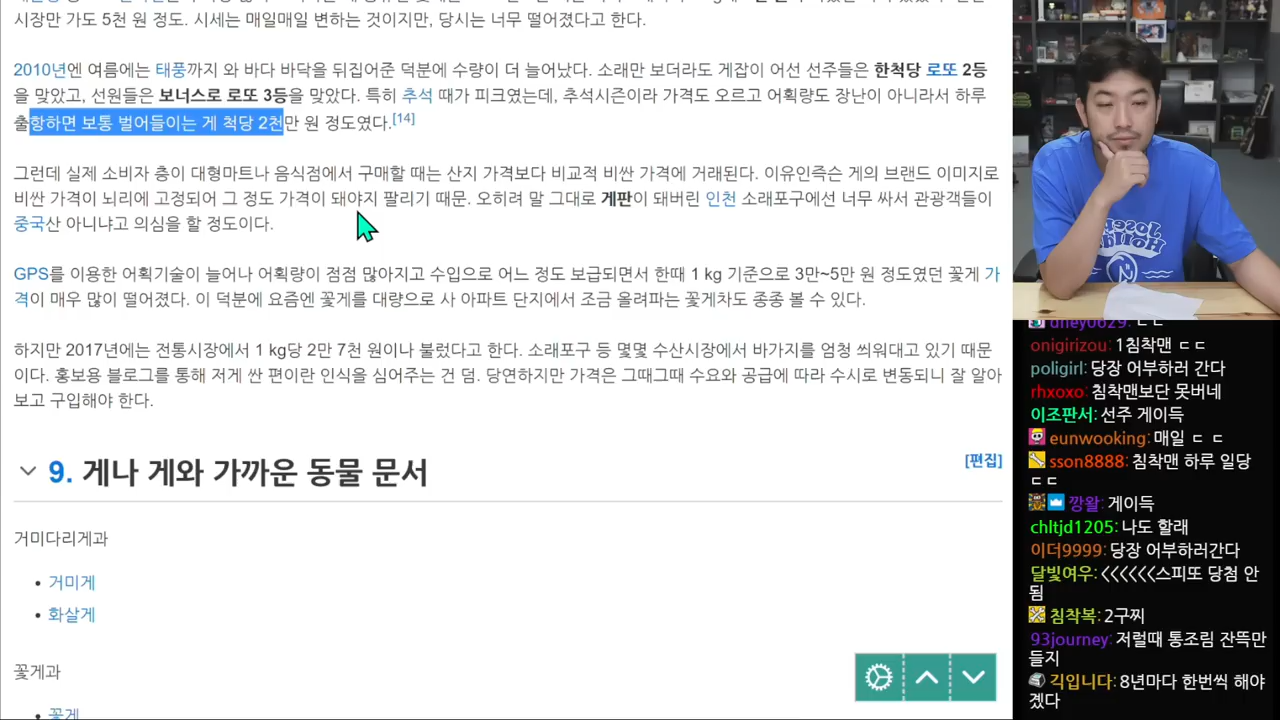 시장만 가도 5천 원 정도. 시세는 매일매일 변하는 것이지만, 당시는 너무 떨어졌다고 한다.
2010년엔 여름에는 태풍까지 와 바다 바닥을 뒤집어준 덕분에 수량이 더 늘어났다. 소래만 보더라도 게잡이 어선 선주들은 한척당 로또 2등
을 맞았고, 선원들은 보너스로 로또 3등을 맞았다. 특히 추석 때가 피크였는데, 추석시즌이라 가격도 오르고 어획량도 장난이 아니라서 하루
출항하면 보통 벌어들이는 게 척당 2천만 원 정도였다.[14]
그런데 실제 소비자 층이 대형마트나 음식점에서 구매할 때는 산지 가격보다 비교적 비싼 가격에 거래된다. 이유인즉슨 게의 브랜드 이미지로
비싼 가격이 뇌리에 고정되어 그 정도 가격이 돼야지 팔리기 때문. 오히려 말 그대로 게판이 돼버린 인천 소래포구에선 너무 싸서 관광객들이
중국산 아니냐고 의심을 할 정도이다.
GPS를 이용한 어획기술이 늘어나 어획량이 점점 많아지고 수입으로 어느 정도 보급되면서 한때 1 kg 기준으로 3만~5만 원 정도였던 꽃게 가
격이 매우 많이 떨어졌다. 이 덕분에 요즘엔 꽃게를 대량으로 사 아파트 단지에서 조금 올려파는 꽃게차도 종종 볼 수 있다.
하지만 2017년에는 전통시장에서 1 kg당 2만 7천 원이나 불렀다고 한다. 소래포구 등 몇몇 수산시장에서 바가지를 엄청 씌워대고 있기 때문
이다. 홍보용 블로그를 통해 저게 싼 편이란 인식을 심어주는 건 덤. 당연하지만 가격은 그때그때 수요와 공급에 따라 수시로 변동되니 잘 알아
보고 구입해야 한다.
9. 게나 게와 가까운 동물 문서
[편집]
거미다리게과
• 거미게
• 화살게
꽃게과
• 꽃게
dhey0629: ㄷㄷ
onigirizou: 1침착맨 ㄷㄷ
poligirl: 당장 어부하러 간다
rhxoxo: 침착맨보단 못버네
이조판서: 선주 게이득
eunwooking: 매일 ㄷ ㄷ
sson8888: 침착맨 하루 일당
ㄷㄷ
깡왈: 게이득
chltjd1205: 나도 할래
이더9999: 당장 어부하러간다
달빛여우: <<<<<<스피또 당첨 안
됨
침착복: 2구찌
93journey: 저럴때 통조림 잔뜩만
들지
긱입니다: 8년마다 한번씩 해야
겠다